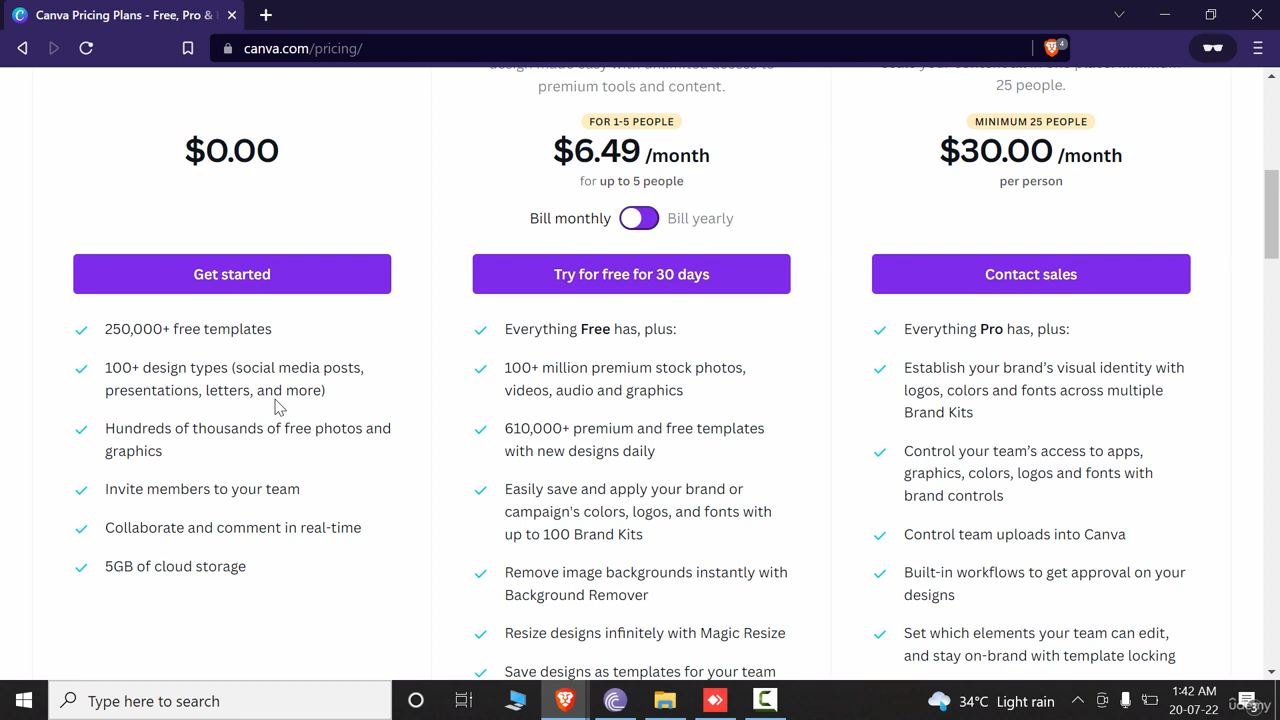 Canva Pricing Plans - Free, Pro &
canva.com/pricing/
4
premium tools and content.
25 people.
$0.00
FOR 1-5 PEOPLE
$6.49 /month
for up to 5 people
Bill monthly
Bill yearly
MINIMUM 25 PEOPLE
$30.00 /month
per person
Get started
Try for free for 30 days
Contact sales
250,000+ free templates
100+ design types (social media posts,
presentations, letters, and more)
Hundreds of thousands of free photos and
graphics
Invite members to your team
Collaborate and comment in real-time
5GB of cloud storage
Everything Free has, plus:
100+ million premium stock photos,
videos, audio and graphics
610,000+ premium and free templates
with new designs daily
Easily save and apply your brand or
campaign's colors, logos, and fonts with
up to 100 Brand Kits
Remove image backgrounds instantly with
Background Remover
Resize designs infinitely with Magic Resize
Save designs as templates for your team
Everything Pro has, plus:
Establish your brand's visual identity with
logos, colors and fonts across multiple
Brand Kits
Control your team's access to apps,
graphics, colors, logos and fonts with
brand controls
Control team uploads into Canva
Built-in workflows to get approval on your
designs
Set which elements your team can edit,
and stay on-brand with template locking
Type here to search
34°C Light rain
1:42 AM
20-07-22
udemy